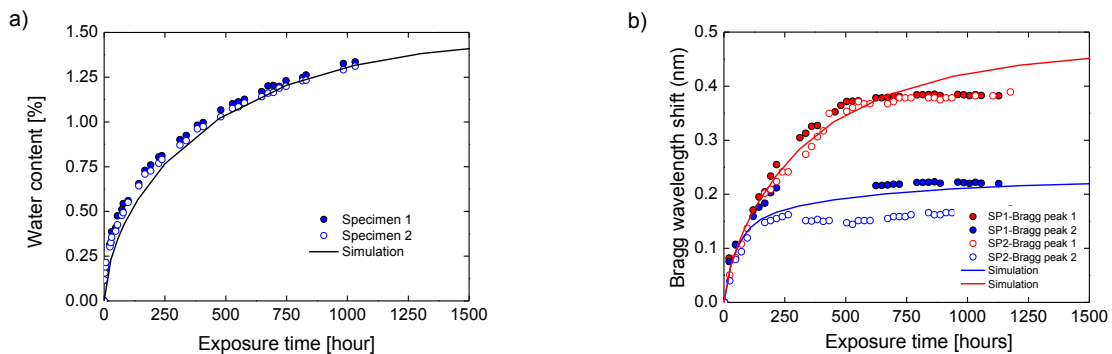 a)
1.50
1.25
1.00
0.75
0.50
0.25
0.00
Water content [%]
Specimen 1
Specimen 2
Simulation
0 250 500 750 1000 1250 1500
Exposure time [hour]
b)
0.5
0.4
0.3
0.2
0.1
0.0
Bragg wavelength shift (nm)
SP1-Bragg peak 1
SP1-Bragg peak 2
SP2-Bragg peak 1
SP2-Bragg peak 2
Simulation
Simulation
0 250 500 750 1000 1250 1500
Exposure time [hours]